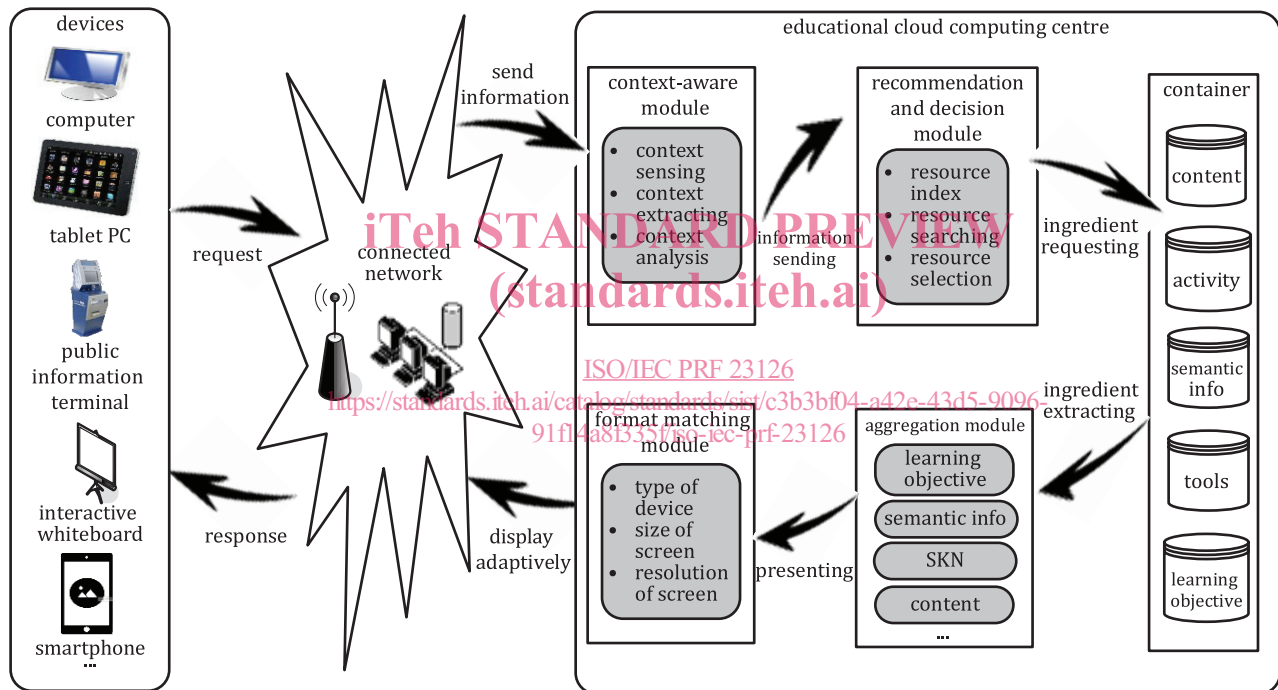 devices
computer
tablet PC
public
information
terminal
interactive
whiteboard
smartphone
...
request
response
connected
network
send
information
display
adaptively
educational cloud computing centre
context-aware
module
• context
sensing
• context
extracting
• context
analysis
information
sending
recommendation
and decision
module
• resource
index
• resource
searching
• resource
selection
ingredient
requesting
container
content
activity
semantic
info
tools
learning
objective
ingredient
extracting
aggregation module
learning
objective
semantic info
SKN
content
...
presenting
format matching
module
• type of
device
• size of
screen
• resolution
of screen
iTeh STANDARD PREVIEW
(standards.iteh.ai)
ISO/IEC PRF 23126
https://standards.iteh.ai/catalog/standards/sist/c3b3bf04-a42e-43d5-9096-
91f14a8f335f/iso-iec-prf-23126